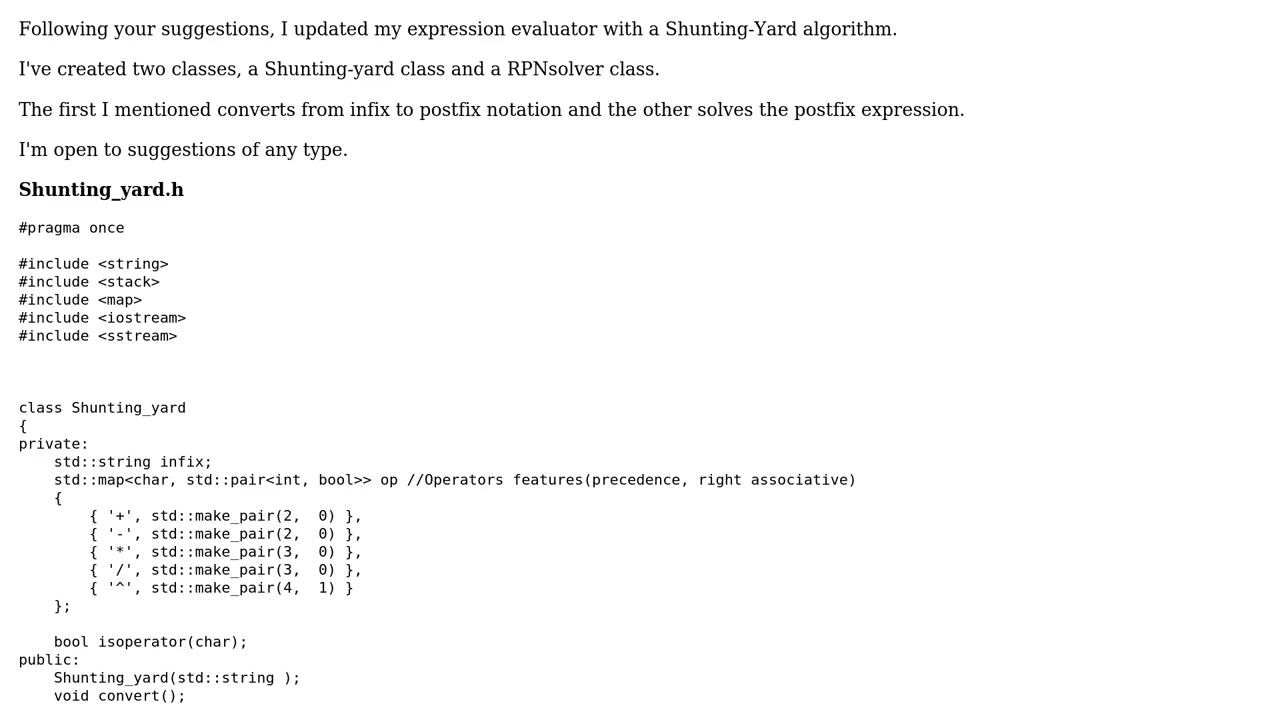 Following your suggestions, I updated my expression evaluator with a Shunting-Yard algorithm.
I've created two classes, a Shunting-yard class and a RPNsolver class.
The first I mentioned converts from infix to postfix notation and the other solves the postfix expression.
I'm open to suggestions of any type.
Shunting_yard.h
#pragma once
#include <string>
#include <stack>
#include <map>
#include <iostream>
#include <sstream>
class Shunting_yard
{
private:
    std::string infix;
    std::map<char, std::pair<int, bool>> op //Operators features(precedence, right associative)
    {
        { '+', std::make_pair(2,  0) },
        { '-', std::make_pair(2,  0) },
        { '*', std::make_pair(3,  0) },
        { '/', std::make_pair(3,  0) },
        { '^', std::make_pair(4,  1) }
    };
    bool isoperator(char);
public:
    Shunting_yard(std::string );
    void convert();